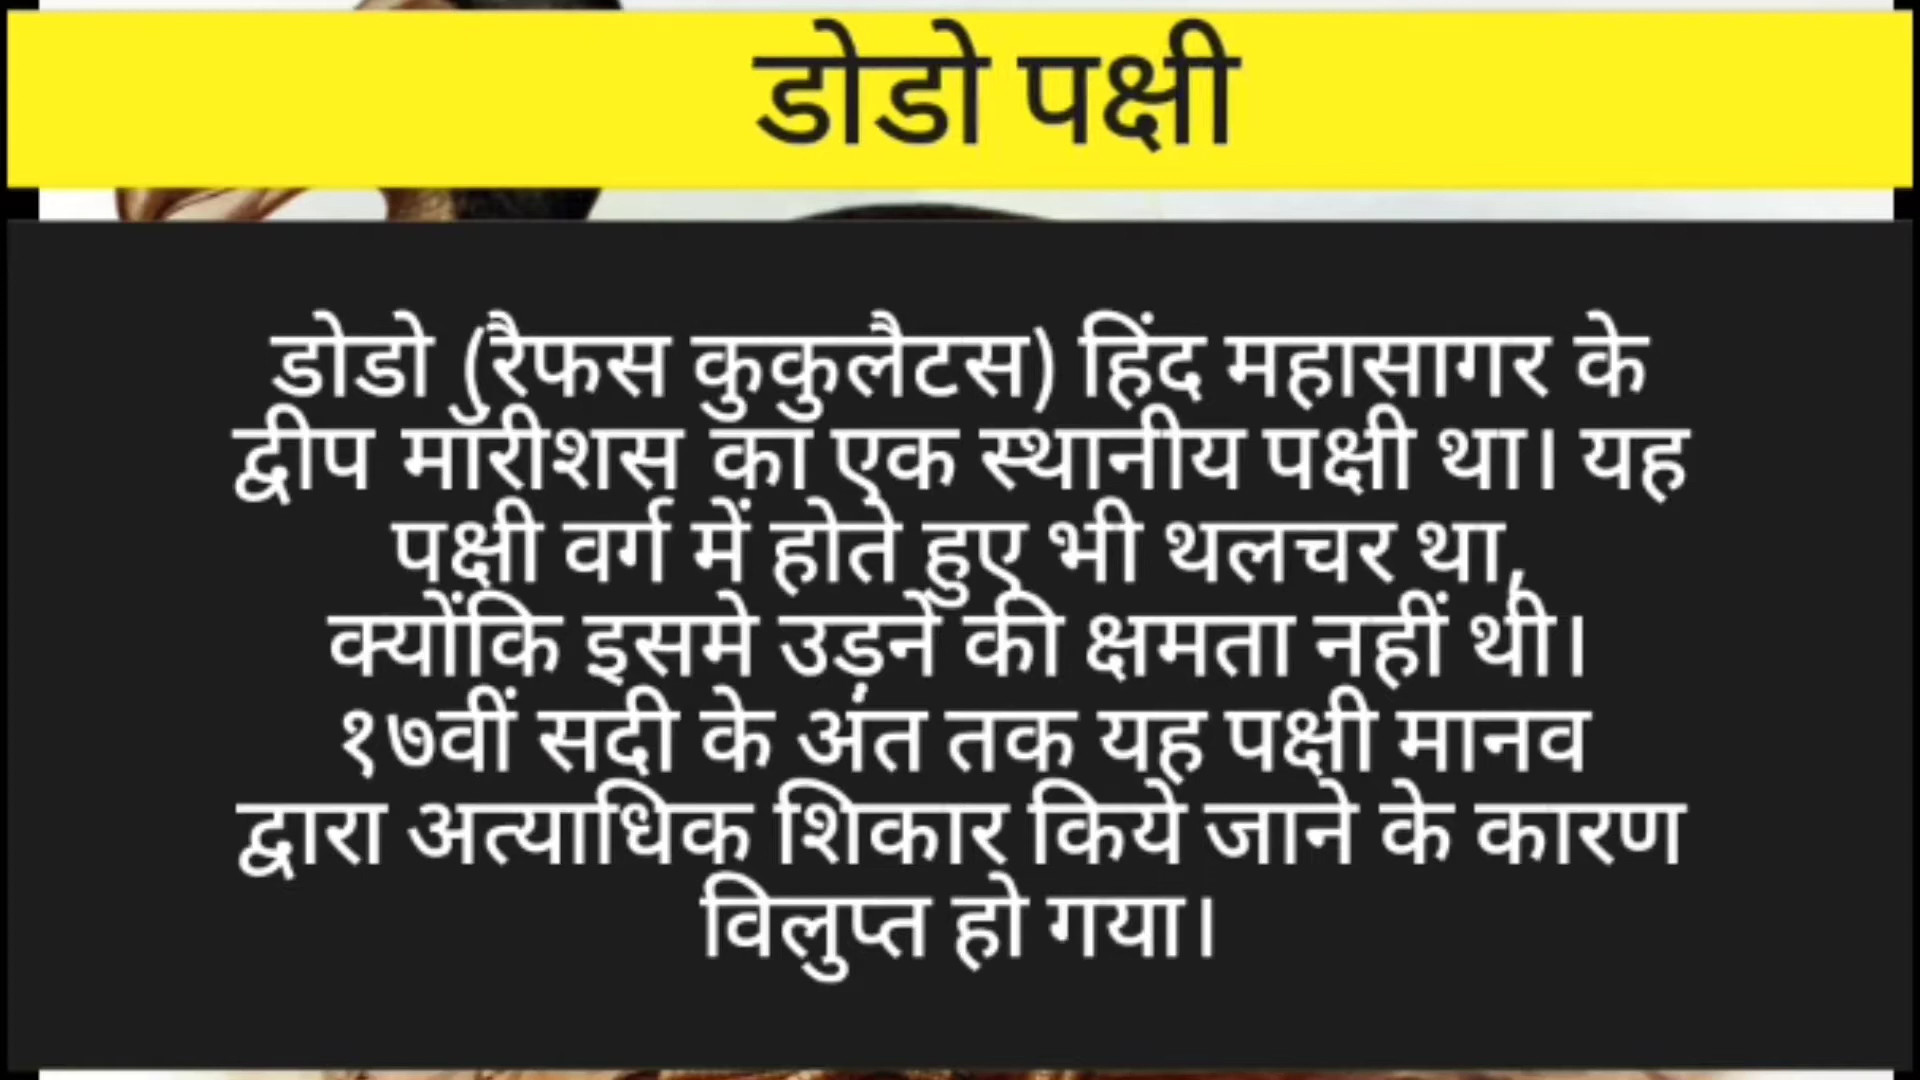 डोडो पक्षी
डोडो (रैफस कुकुलैटस) हिंद महासागर के
द्वीप मॉरीशस का एक स्थानीय पक्षी था। यह
पक्षी वर्ग में होते हुए भी थलचर था,
क्योंकि इसमे उड़ने की क्षमता नहीं थी।
१७वीं सदी के अंत तक यह पक्षी मानव
द्वारा अत्याधिक शिकार किये जाने के कारण
विलुप्त हो गया।